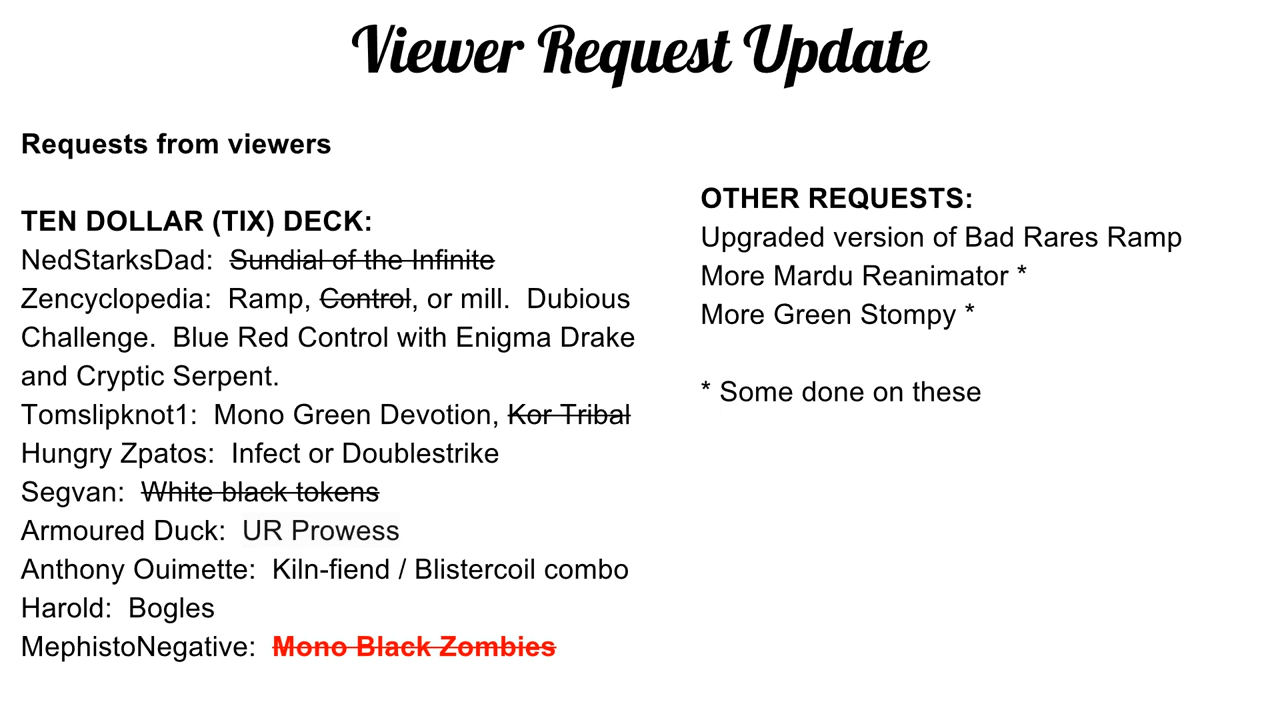 Viewer Request Update
Requests from viewers
TEN DOLLAR (TIX) DECK:
NedStarksDad:  Sundial of the Infinite
Zencyclopedia:  Ramp, Control, or mill.  Dubious
Challenge.  Blue Red Control with Enigma Drake
and Cryptic Serpent.
Tomslipknot1:  Mono Green Devotion, Kor Tribal
Hungry Zpatos:  Infect or Doublestrike
Segvan:  White black tokens
Armoured Duck:  UR Prowess
Anthony Ouimette:  Kiln-fiend / Blistercoil combo
Harold:  Bogles
MephistoNegative:  Mono Black Zombies
OTHER REQUESTS:
Upgraded version of Bad Rares Ramp
More Mardu Reanimator *
More Green Stompy *
* Some done on these